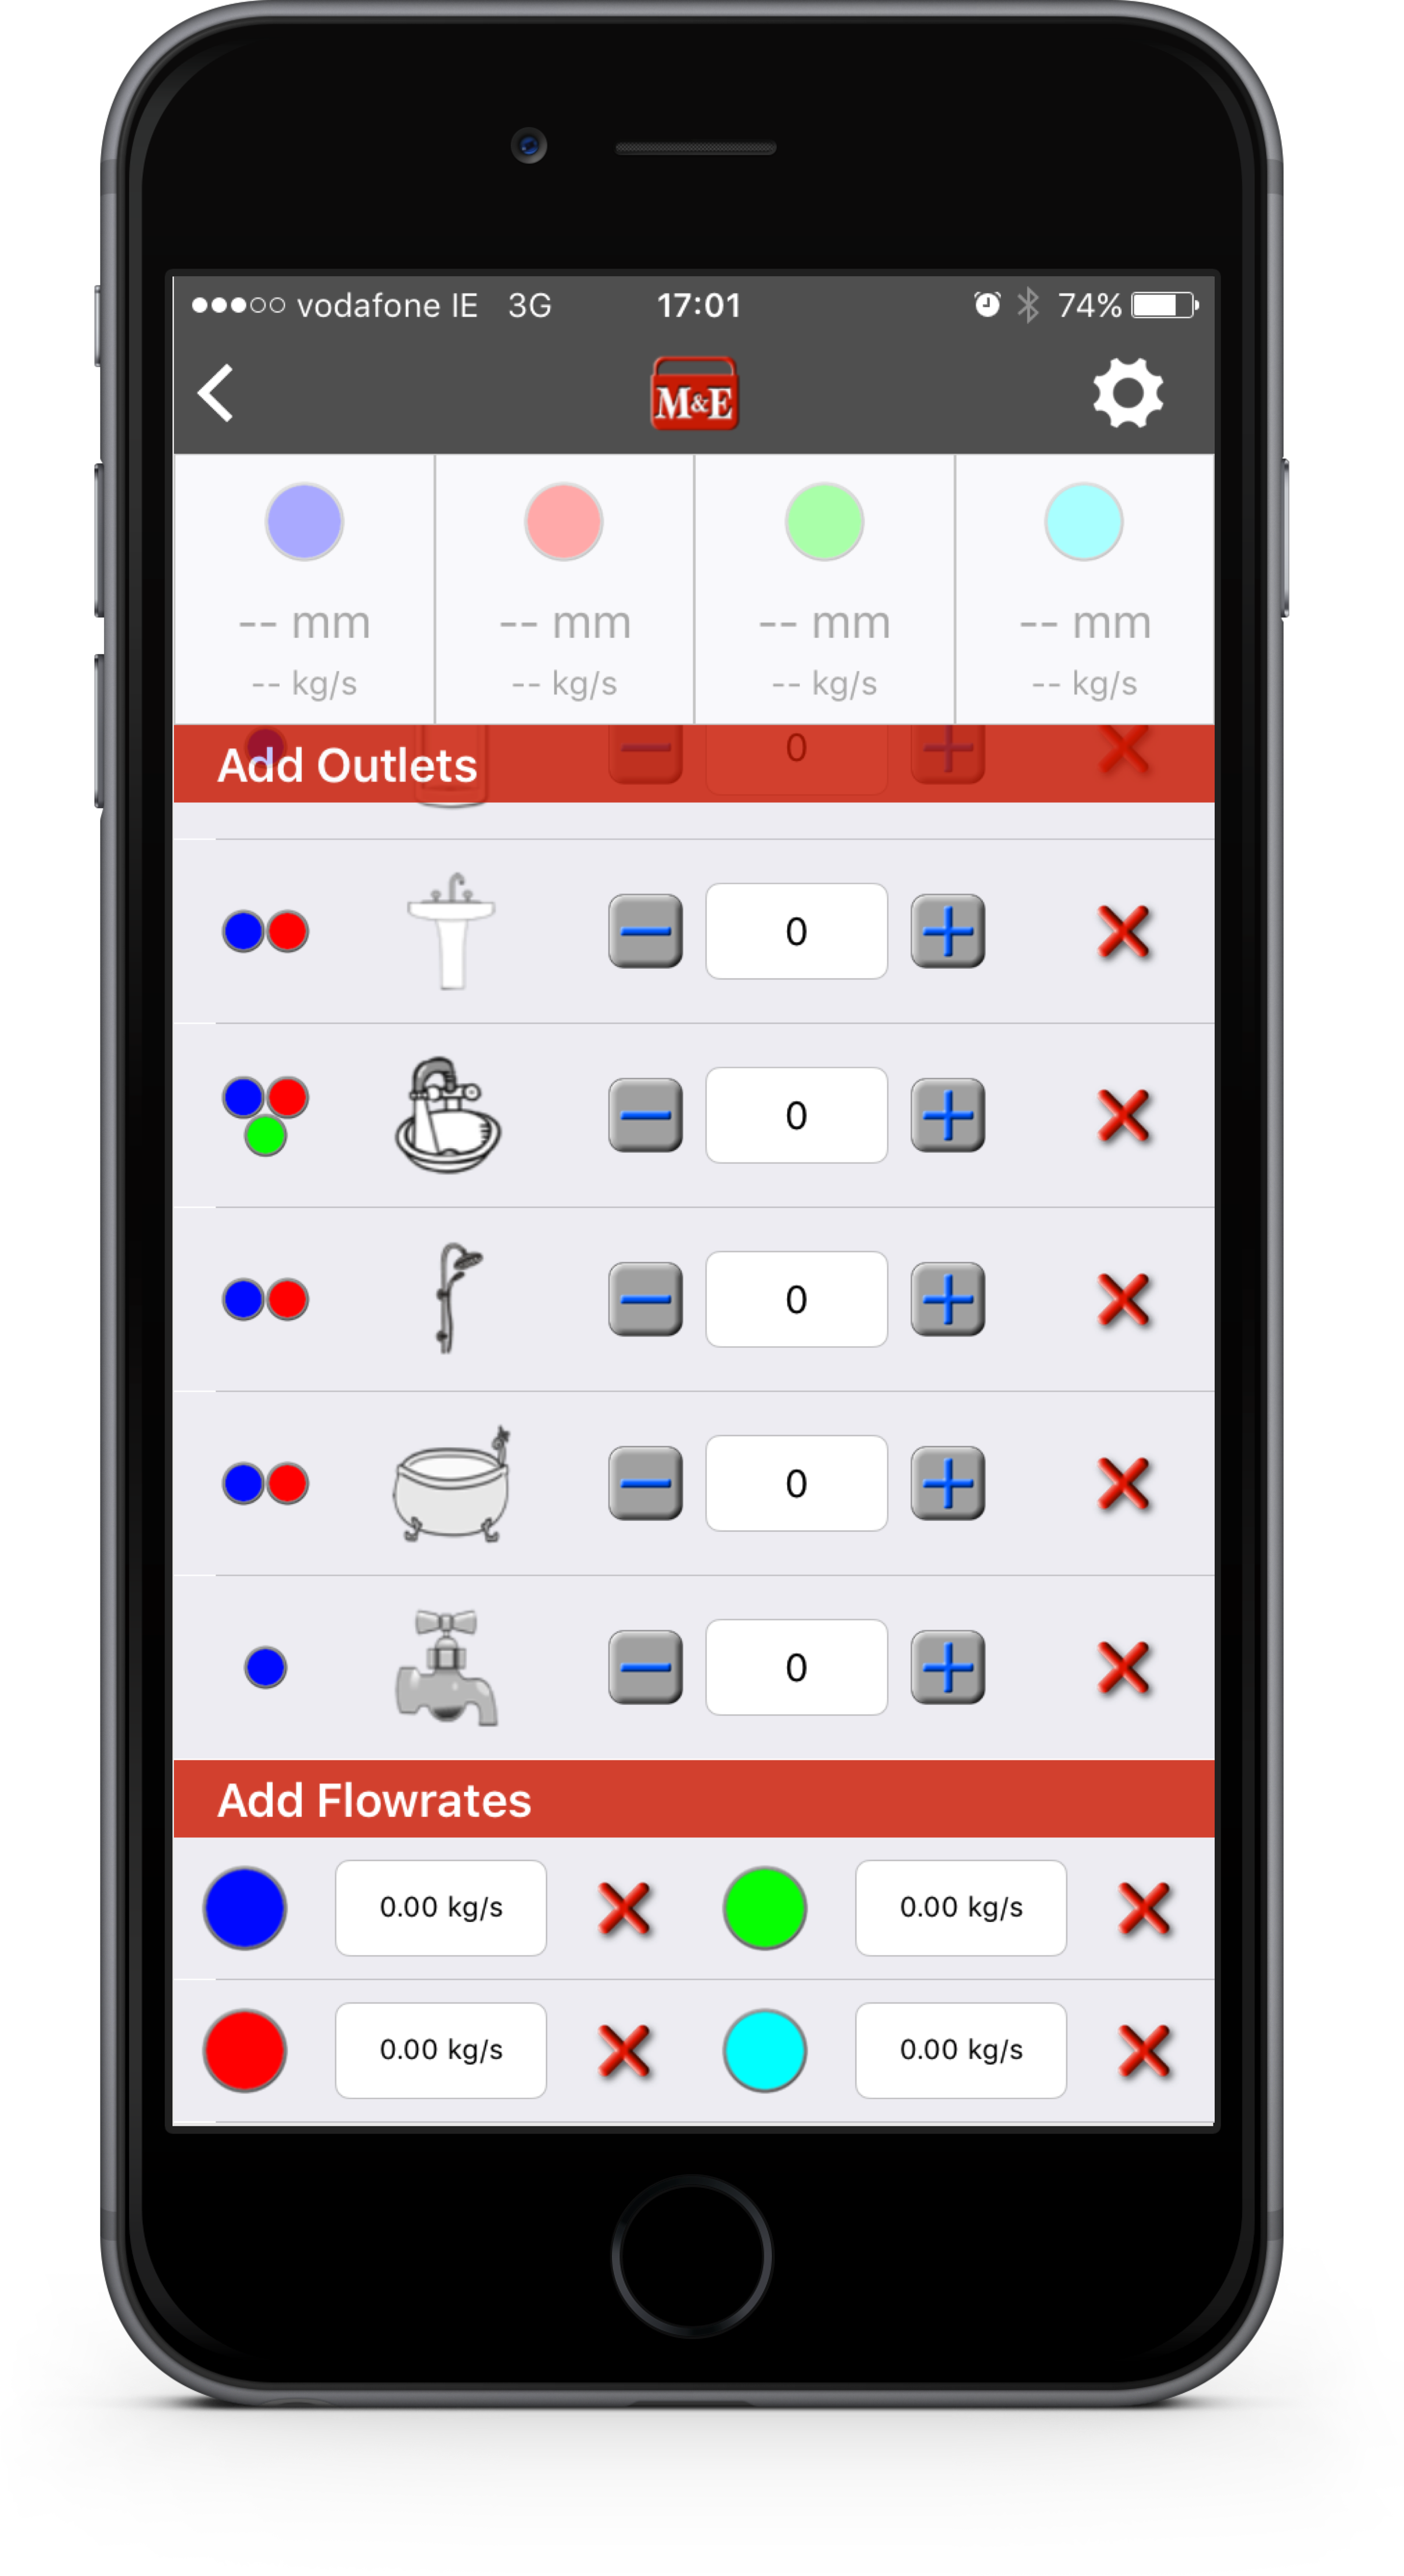 vodafone IE 3G 17:01 74%
M&E
-- mm -- mm -- mm -- mm
-- kg/s -- kg/s -- kg/s -- kg/s
Add Outlets 0
0
0
0
0
0
Add Flowrates
0.00 kg/s 0.00 kg/s
0.00 kg/s 0.00 kg/s